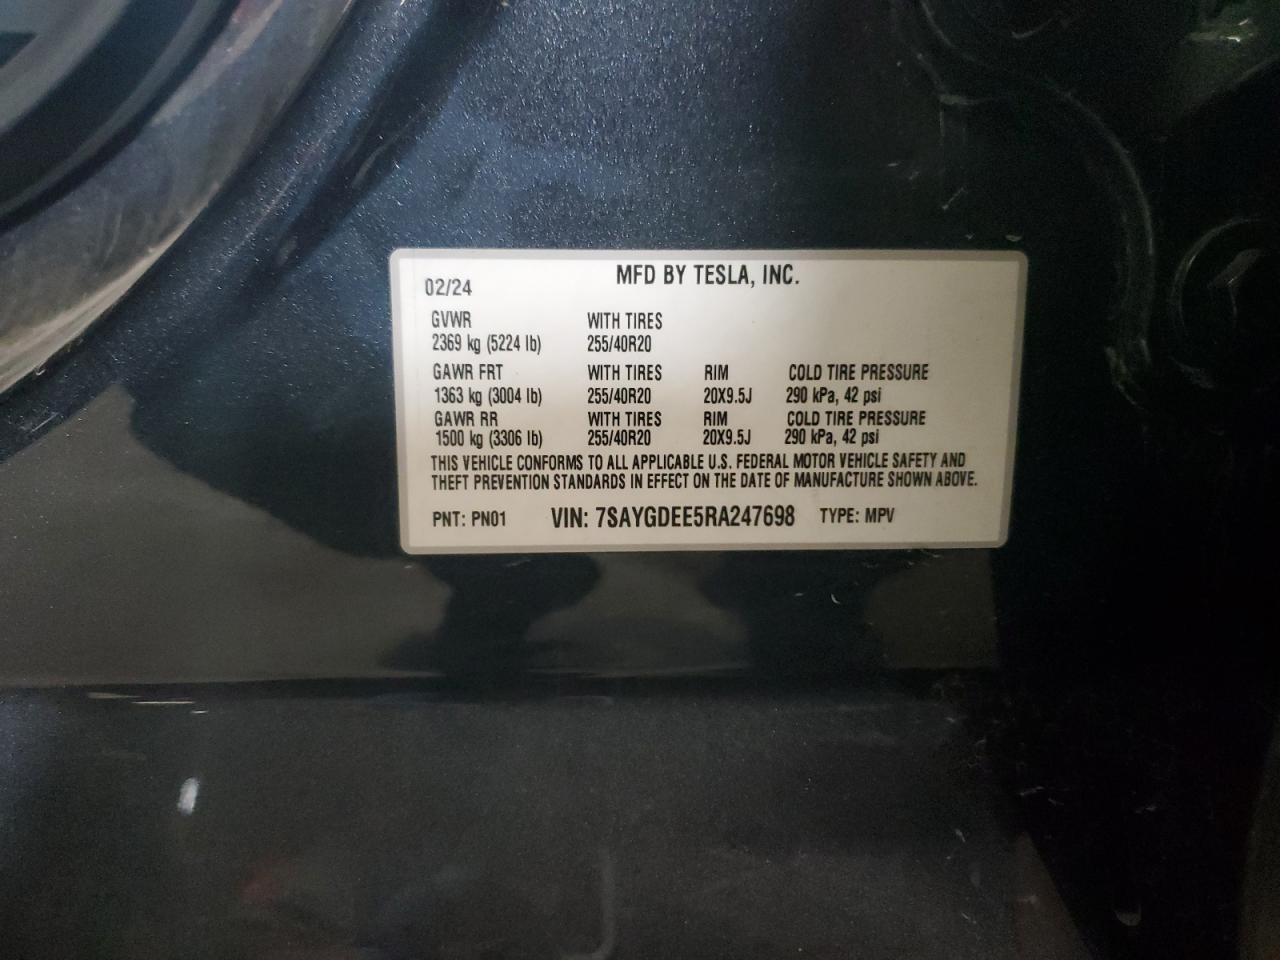 MFD BY TESLA, INC.
02/24
GVWR WITH TIRES
2369 kg (5224 lb) 255/40R20
GAWR FRT WITH TIRES RIM COLD TIRE PRESSURE
1363 kg (3004 lb) 255/40R20 20X9.5J 290 kPa, 42 psi
GAWR RR WITH TIRES RIM COLD TIRE PRESSURE
1500 kg (3306 lb) 255/40R20 20X9.5J 290 kPa, 42 psi
THIS VEHICLE CONFORMS TO ALL APPLICABLE U.S. FEDERAL MOTOR VEHICLE SAFETY AND
THEFT PREVENTION STANDARDS IN EFFECT ON THE DATE OF MANUFACTURE SHOWN ABOVE.
PNT: PN01 VIN: 7SAYGDEE5RA247698 TYPE: MPV